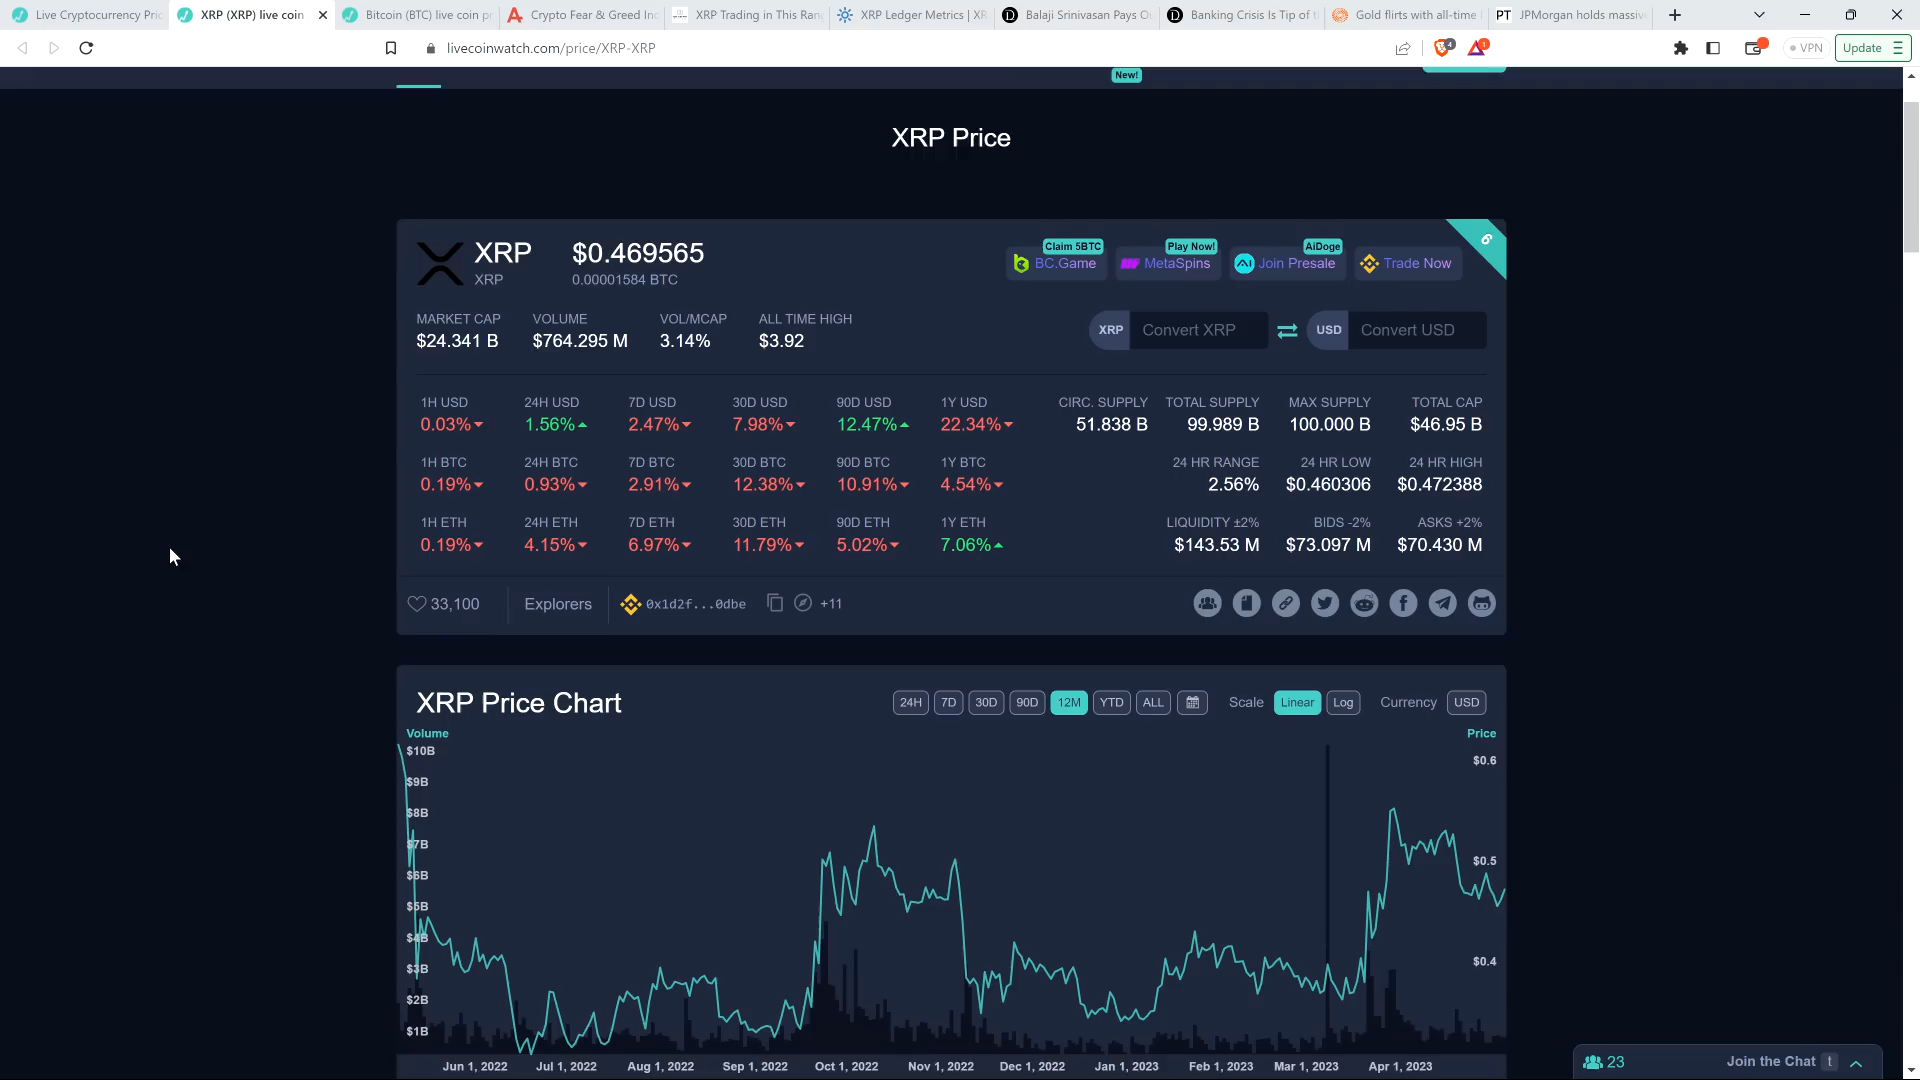 Live Cryptocurrency Pric
XRP (XRP) live coin
Bitcoin (BTC) live coin pr
Crypto Fear & Greed Ind
XRP Trading in This Ran
XRP Ledger Metrics | XR
Balaji Srinivasan Pays O
Banking Crisis Is Tip of t
Gold flirts with all-time
PT JPMorgan holds massiv
livecoinwatch.com/price/XRP-XRP
4
1
VPN
Update
New!
XRP Price
XRP
XRP
$0.469565
0.00001584 BTC
Claim 5BTC
BC.Game
Play Now!
MetaSpins
AiDoge
Join Presale
Trade Now
6
MARKET CAP
$24.341 B
VOLUME
$764.295 M
VOL/MCAP
3.14%
ALL TIME HIGH
$3.92
XRP Convert XRP
USD Convert USD
1H USD 24H USD 7D USD 30D USD 90D USD 1Y USD
0.03% 1.56% 2.47% 7.98% 12.47% 22.34%
1H BTC 24H BTC 7D BTC 30D BTC 90D BTC 1Y BTC
0.19% 0.93% 2.91% 12.38% 10.91% 4.54%
1H ETH 24H ETH 7D ETH 30D ETH 90D ETH 1Y ETH
0.19% 4.15% 6.97% 11.79% 5.02% 7.06%
CIRC. SUPPLY TOTAL SUPPLY MAX SUPPLY TOTAL CAP
51.838 B 99.989 B 100.000 B $46.95 B
24 HR RANGE 24 HR LOW 24 HR HIGH
2.56% $0.460306 $0.472388
LIQUIDITY ±2% BIDS -2% ASKS +2%
$143.53 M $73.097 M $70.430 M
33,100
Explorers
0x1d2f...0dbe
+11
XRP Price Chart
24H 7D 30D 90D 12M YTD ALL
Scale Linear Log
Currency USD
Volume
$10B
$9B
$8B
$7B
$6B
$5B
$4B
$3B
$2B
$1B
Price
$0.6
$0.5
$0.4
Jun 1, 2022 Jul 1, 2022 Aug 1, 2022 Sep 1, 2022 Oct 1, 2022 Nov 1, 2022 Dec 1, 2022 Jan 1, 2023 Feb 1, 2023 Mar 1, 2023 Apr 1, 2023
23
Join the Chat t